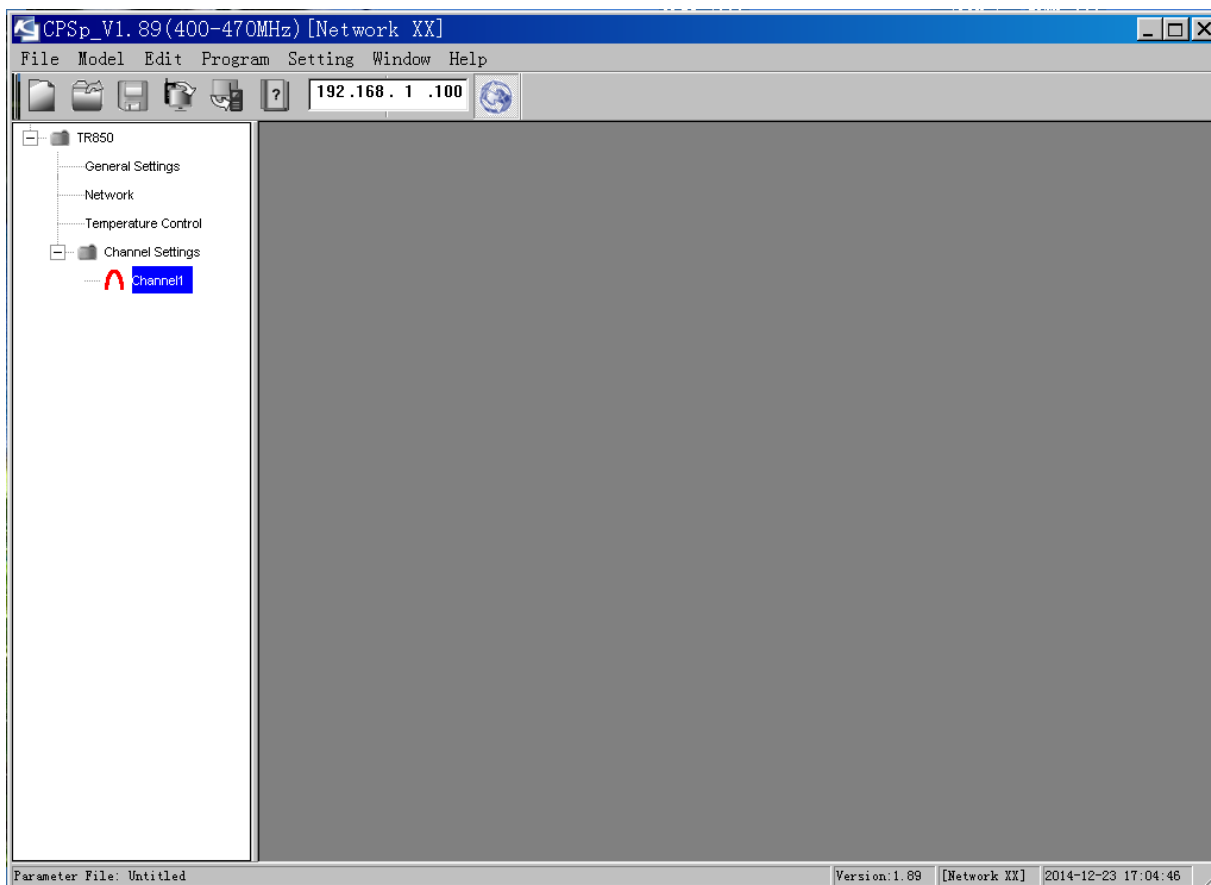 CPSp_V1.89(400-470MHz)[Network XX]
File Model Edit Program Setting Window Help
192.168. 1 .100
TR850
General Settings
Network
Temperature Control
Channel Settings
Channel1
Parameter File: Untitled Version:1.89 [Network XX] 2014-12-23 17:04:46